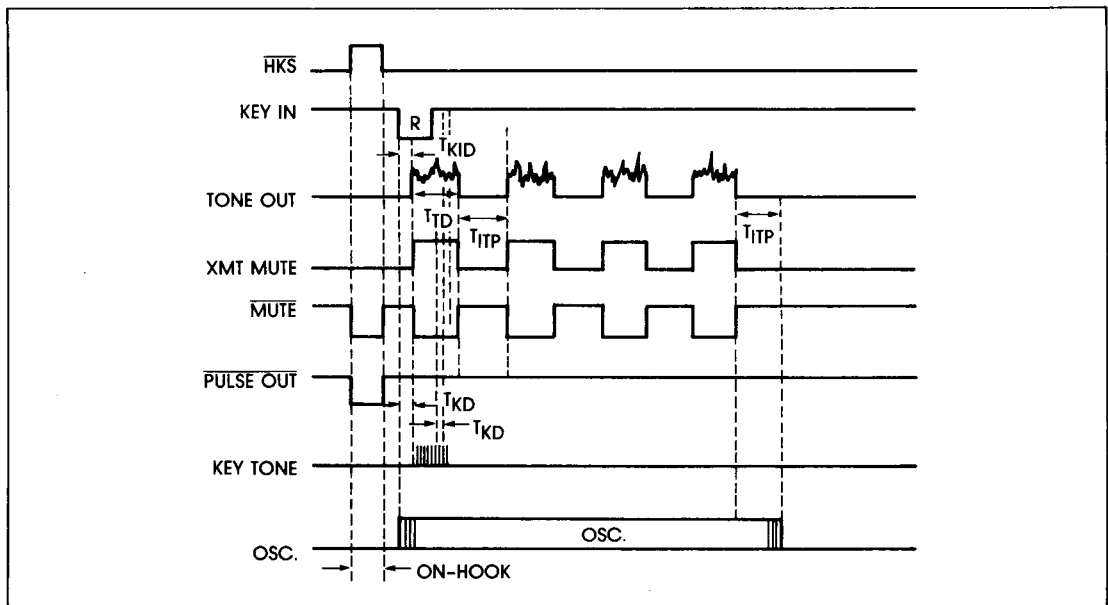 HKS
KEY IN
R
TKID
TONE OUT
TTD
TITP
TITP
XMT MUTE
MUTE
PULSE OUT
TKD
TKD
KEY TONE
OSC.
OSC.
ON-HOOK